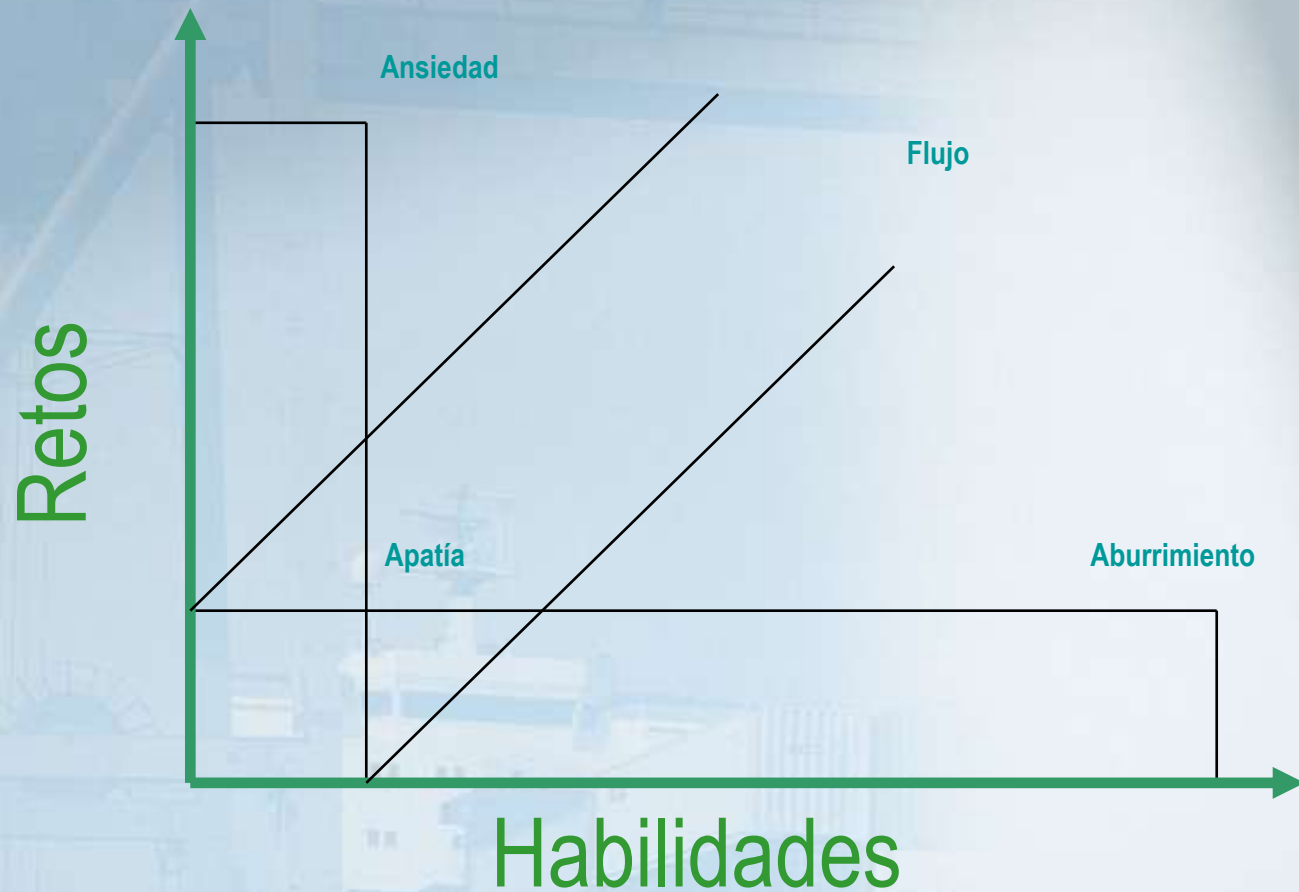 Ansiedad
Flujo
Retos
Apatía
Aburrimiento
Habilidades